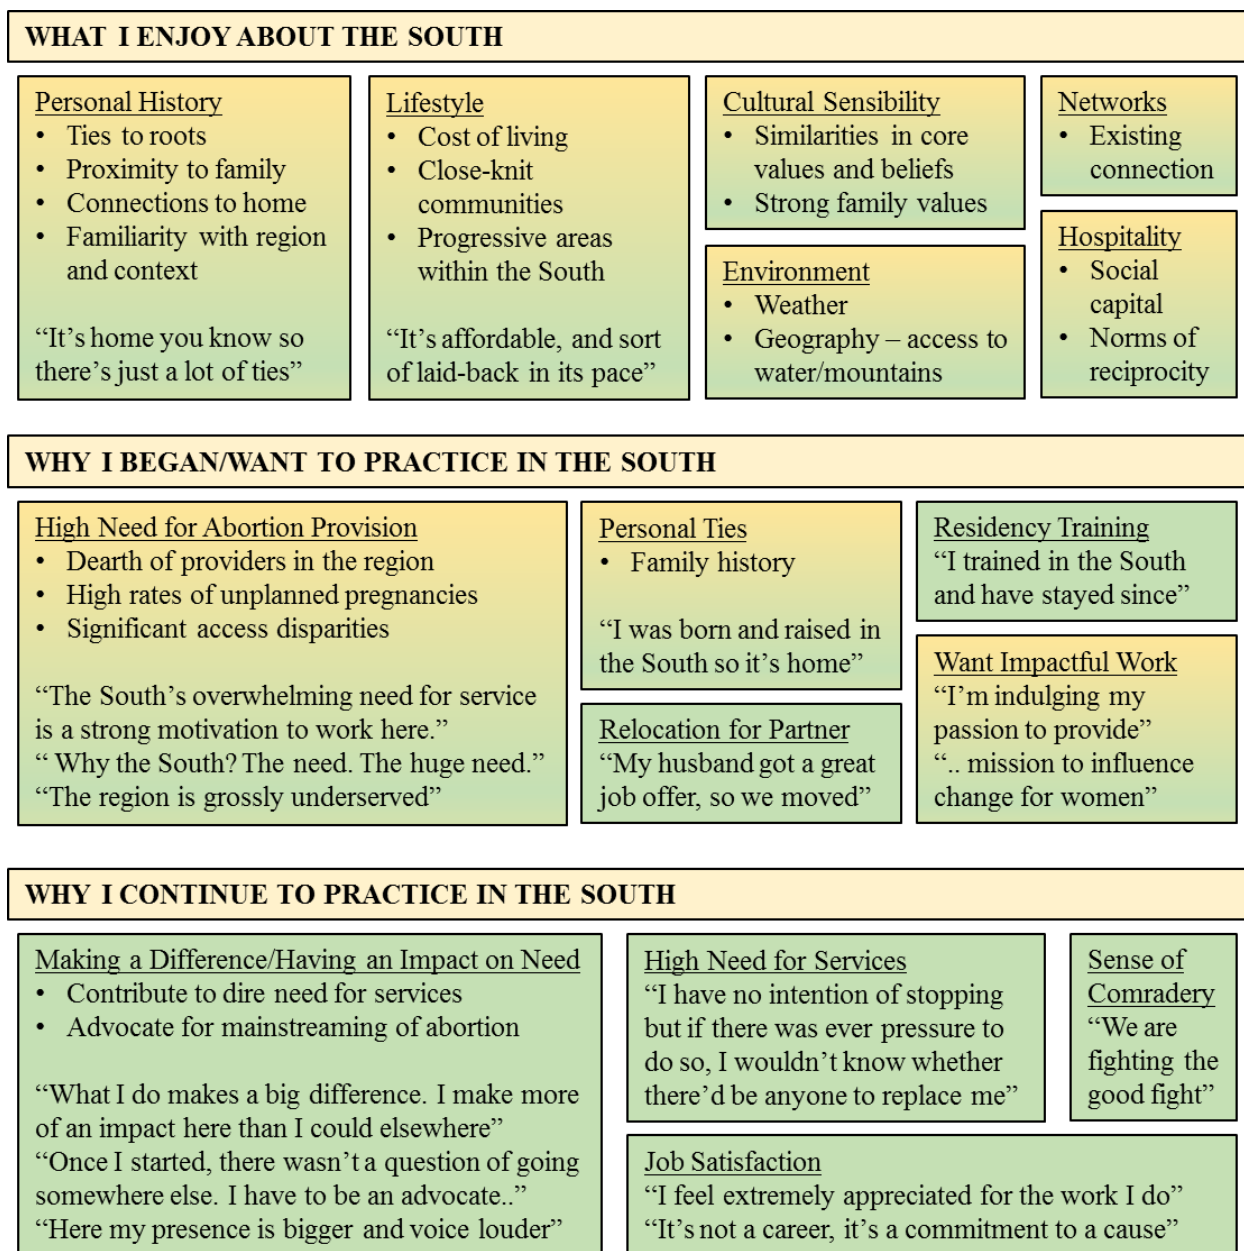 WHAT I ENJOY ABOUT THE SOUTH
Personal History
• Ties to roots
• Proximity to family
• Connections to home
• Familiarity with region
and context
“It’s home you know so
there’s just a lot of ties”
Lifestyle
• Cost of living
• Close-knit
communities
• Progressive areas
within the South
“It’s affordable, and sort
of laid-back in its pace”
Cultural Sensibility
• Similarities in core
values and beliefs
• Strong family values
Environment
• Weather
• Geography – access to
water/mountains
Networks
• Existing
connection
Hospitality
• Social
capital
• Norms of
reciprocity
WHY I BEGAN/WANT TO PRACTICE IN THE SOUTH
High Need for Abortion Provision
• Dearth of providers in the region
• High rates of unplanned pregnancies
• Significant access disparities
“The South’s overwhelming need for service
is a strong motivation to work here.”
“ Why the South? The need. The huge need.”
“The region is grossly underserved”
Personal Ties
• Family history
“I was born and raised in
the South so it’s home”
Relocation for Partner
“My husband got a great
job offer, so we moved”
Residency Training
“I trained in the South
and have stayed since”
Want Impactful Work
“I’m indulging my
passion to provide”
“.. mission to influence
change for women”
WHY I CONTINUE TO PRACTICE IN THE SOUTH
Making a Difference/Having an Impact on Need
• Contribute to dire need for services
• Advocate for mainstreaming of abortion
“What I do makes a big difference. I make more
of an impact here than I could elsewhere”
“Once I started, there wasn’t a question of going
somewhere else. I have to be an advocate..”
“Here my presence is bigger and voice louder”
High Need for Services
“I have no intention of stopping
but if there was ever pressure to
do so, I wouldn’t know whether
there’d be anyone to replace me”
Sense of
Comradery
“We are
fighting the
good fight”
Job Satisfaction
“I feel extremely appreciated for the work I do”
“It’s not a career, it’s a commitment to a cause”